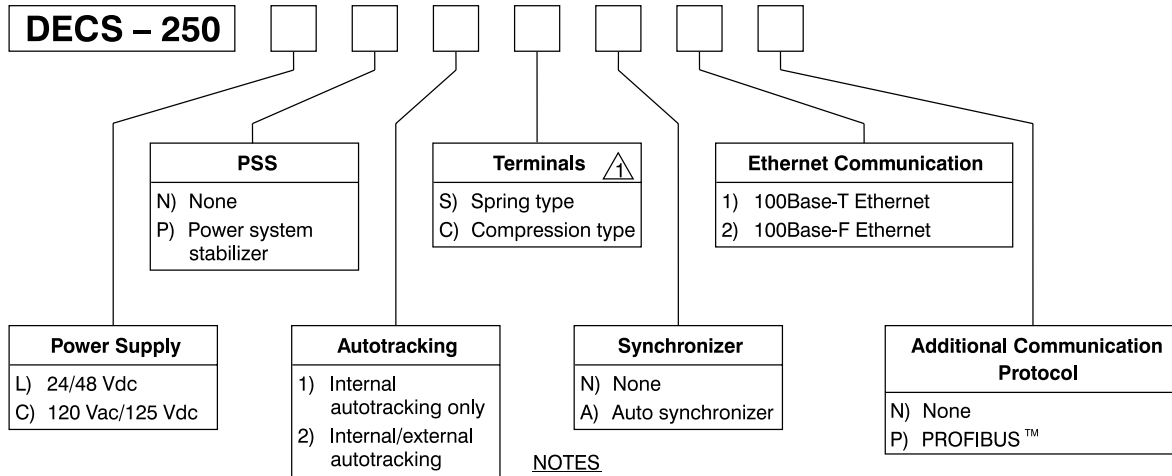 DECS – 250
PSS
N) None
P) Power system
stabilizer
Terminals 1
S) Spring type
C) Compression type
Ethernet Communication
1) 100Base-T Ethernet
2) 100Base-F Ethernet
Power Supply
L) 24/48 Vdc
C) 120 Vac/125 Vdc
Autotracking
1) Internal
autotracking only
2) Internal/external
autotracking
Synchronizer
N) None
A) Auto synchronizer
Additional Communication
Protocol
N) None
P) PROFIBUS ™
NOTES